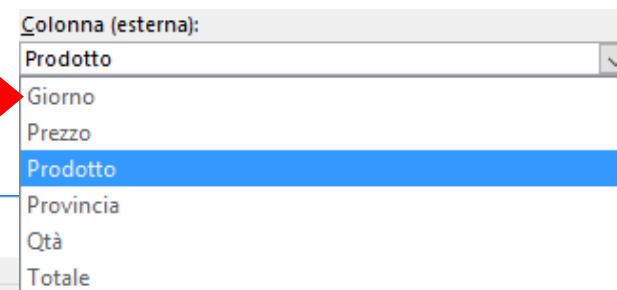 Colonna (esterna):
Prodotto
Giorno
Prezzo
Prodotto
Provincia
Qtà
Totale